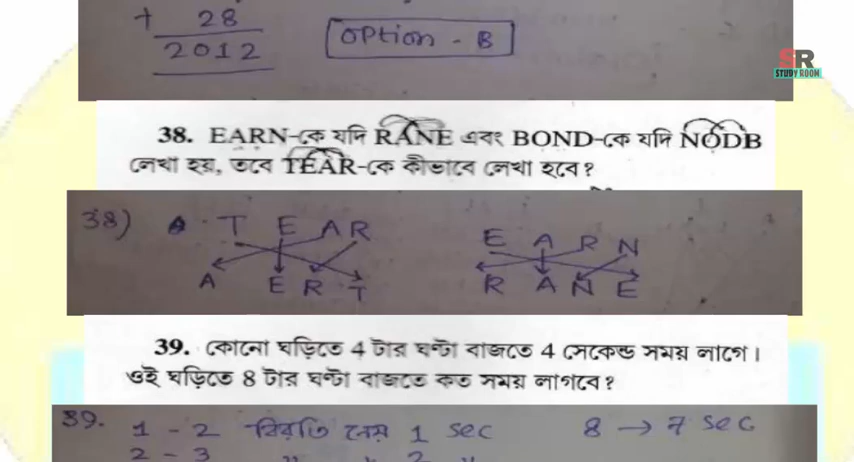 + 28
2012
option - B
SR
STUDY ROOM
38. EARN-কে যদি RANE এবং BOND-কে যদি NODB
লেখা হয়, তবে TEAR-কে কীভাবে লেখা হবে?
38) T E A R E A R N
A E R T R A N E
39. কোনো ঘড়িতে 4 টার ঘন্টা বাজতে 4 সেকেন্ড সময় লাগে।
ওই ঘড়িতে 8 টার ঘন্টা বাজতে কত সময় লাগবে?
39. 1 - 2 বিরতি নেয় 1 sec 8 → 7 sec
2 - 3 " " 2 "